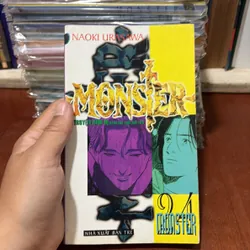 NAOKI URASAWA
MONSTER
24
MONSTER
NHÀ XUẤT BẢN TRẺ